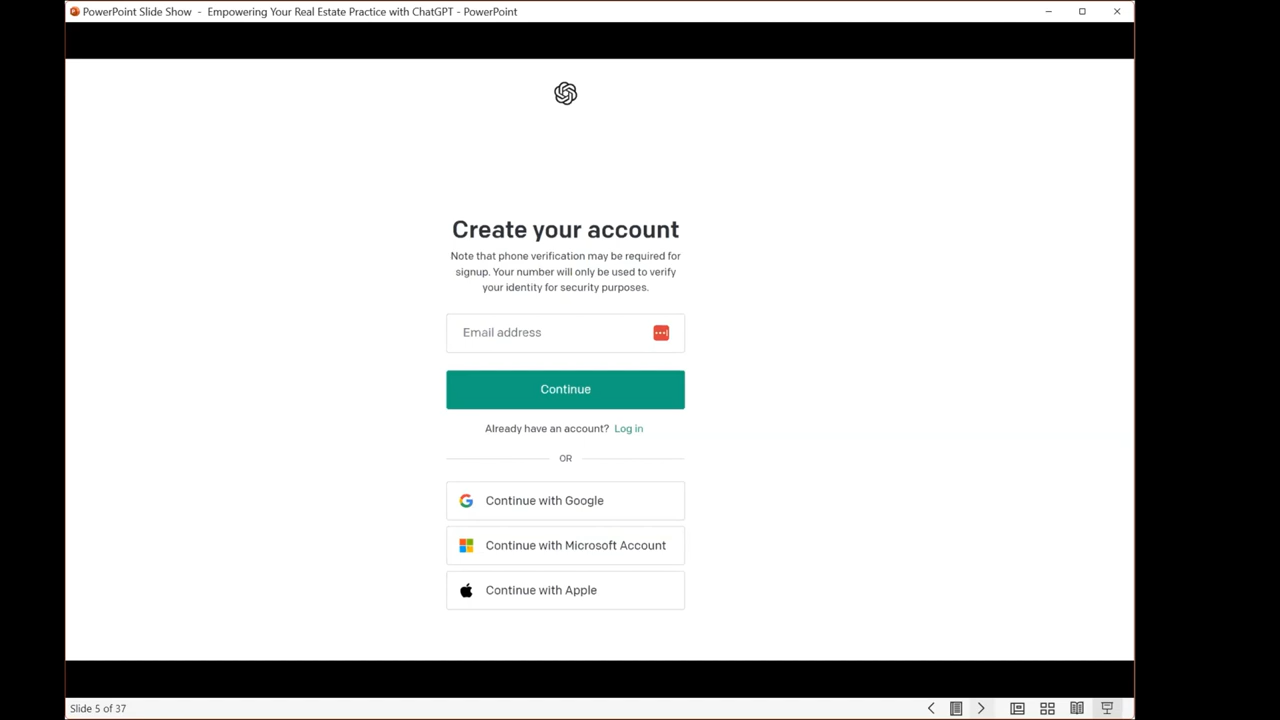 PowerPoint Slide Show - Empowering Your Real Estate Practice with ChatGPT - PowerPoint
Create your account
Note that phone verification may be required for
signup. Your number will only be used to verify
your identity for security purposes.
Email address
Continue
Already have an account? Log in
OR
Continue with Google
Continue with Microsoft Account
Continue with Apple
Slide 5 of 37